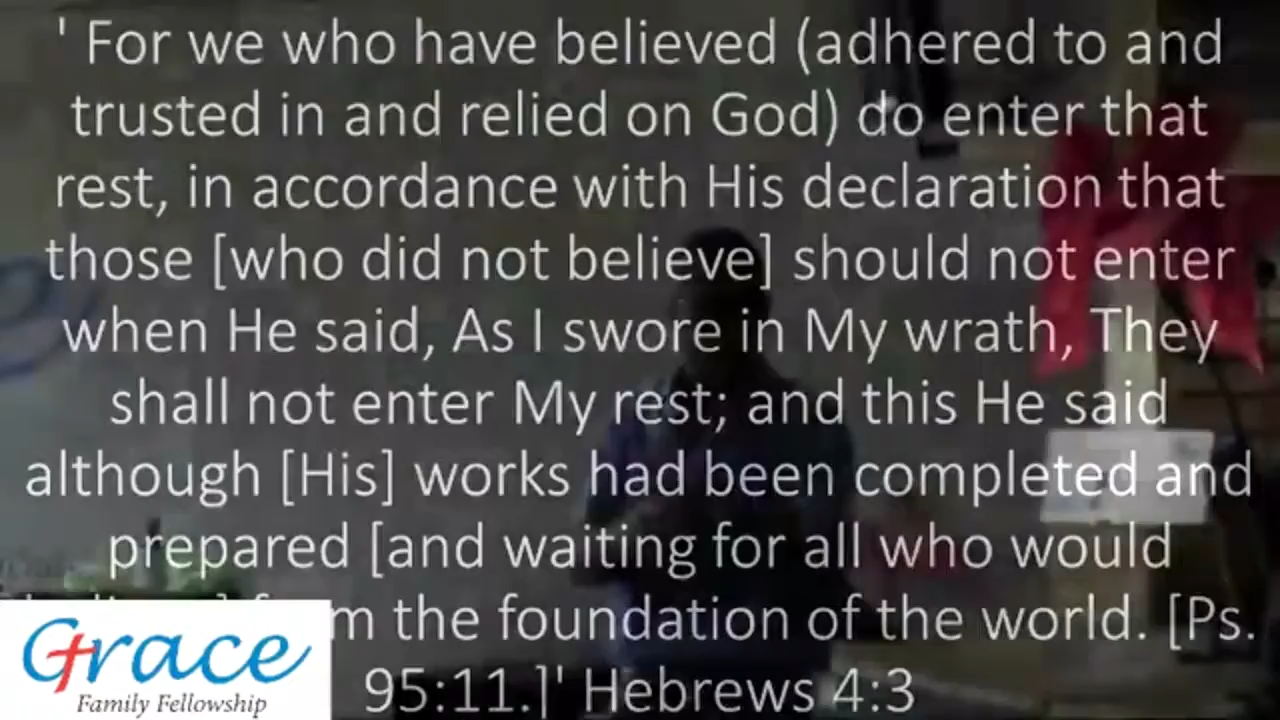 ' For we who have believed (adhered to and
trusted in and relied on God) do enter that
rest, in accordance with His declaration that
those [who did not believe] should not enter
when He said, As I swore in My wrath, They
shall not enter My rest; and this He said
although [His] works had been completed and
prepared [and waiting for all who would
the foundation of the world. [Ps.
95:11.]' Hebrews 4:3
Grace
Family Fellowship